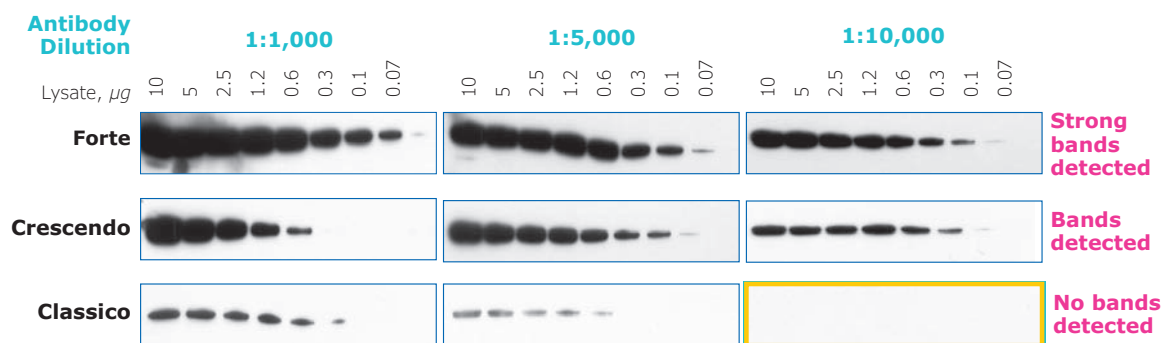 Antibody
Dilution
1:1,000 1:5,000 1:10,000
Lysate, µg
10 5 2.5 1.2 0.6 0.3 0.1 0.07 10 5 2.5 1.2 0.6 0.3 0.1 0.07 10 5 2.5 1.2 0.6 0.3 0.1 0.07
Forte
Strong
bands
detected
Crescendo
Bands
detected
Classico
No bands
detected